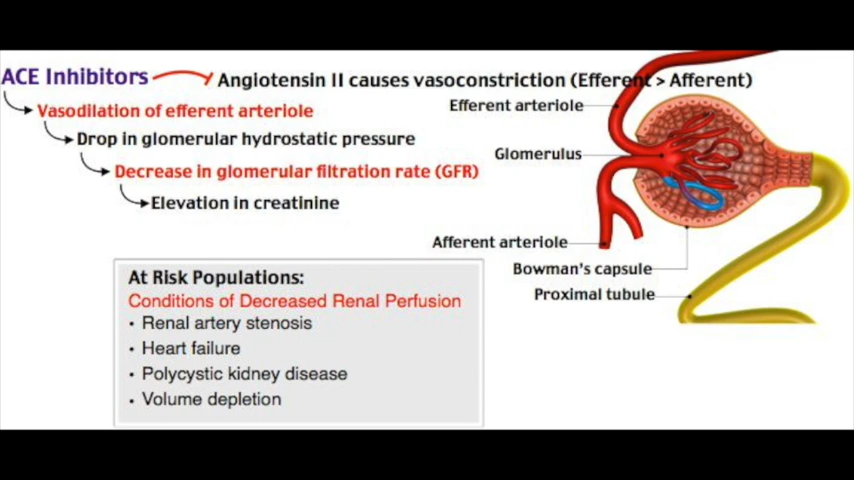 ACE Inhibitors
Angiotensin II causes vasoconstriction (Efferent > Afferent)
Vasodilation of efferent arteriole
Drop in glomerular hydrostatic pressure
Decrease in glomerular filtration rate (GFR)
Elevation in creatinine
Efferent arteriole
Glomerulus
Afferent arteriole
Bowman's capsule
Proximal tubule
At Risk Populations:
Conditions of Decreased Renal Perfusion
• Renal artery stenosis
• Heart failure
• Polycystic kidney disease
• Volume depletion